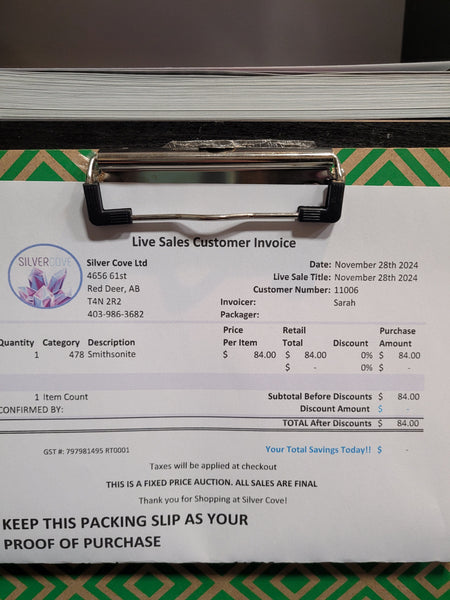 Live Sales Customer Invoice
SILVERCOVE
Silver Cove Ltd
4656 61st
Red Deer, AB
T4N 2R2
403-986-3682
Date: November 28th 2024
Live Sale Title: November 28th 2024
Customer Number: 11006
Invoicer: Sarah
Packager:
Price Retail Purchase
Quantity Category Description Per Item Total Discount Amount
1 478 Smithsonite $ 84.00 $ 84.00 0% $ 84.00
$ - 0% $ -
1 Item Count Subtotal Before Discounts $ 84.00
CONFIRMED BY: Discount Amount $ -
TOTAL After Discounts $ 84.00
GST #: 797981495 RT0001 Your Total Savings Today!! $ -
Taxes will be applied at checkout
THIS IS A FIXED PRICE AUCTION. ALL SALES ARE FINAL
Thank you for Shopping at Silver Cove!
KEEP THIS PACKING SLIP AS YOUR
PROOF OF PURCHASE